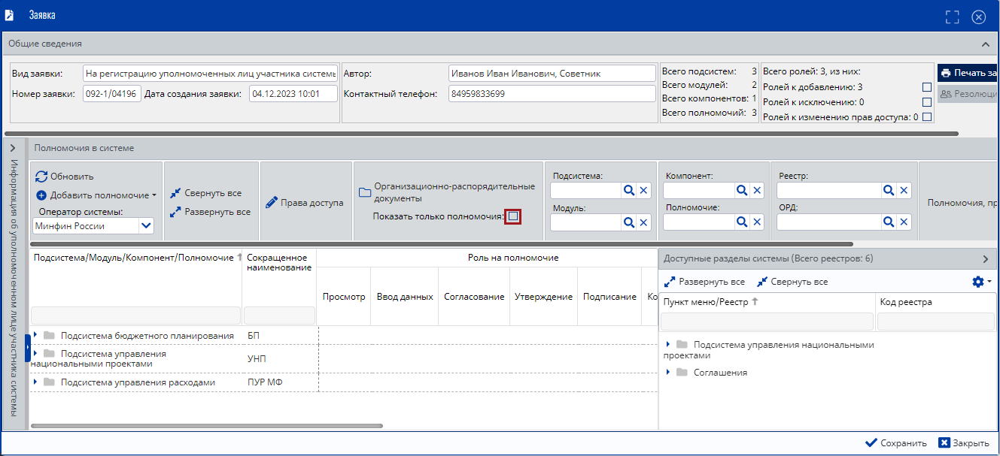 Заявка
Общие сведения
Вид заявки: На регистрацию уполномоченных лиц участника системы
Номер заявки: 092-1/04196 Дата создания заявки: 04.12.2023 10:01
Автор: Иванов Иван Иванович, Советник
Контактный телефон: 84959833699
Всего подсистем: 3
Всего модулей: 2
Всего компонентов: 1
Всего полномочий: 3
Всего ролей: 3, из них:
Ролей к добавлению: 3
Ролей к исключению: 0
Ролей к изменению прав доступа: 0
Печать за
Резолюци
Информация об уполномоченном лице участника системы
Полномочия в системе
Обновить
Добавить полномочие
Оператор системы:
Минфин России
Свернуть все
Развернуть все
Права доступа
Организационно-распорядительные
документы
Показать только полномочия:
Подсистема:
Модуль:
Компонент:
Полномочие:
Реестр:
ОРД:
Полномочия, пр
Подсистема/Модуль/Компонент/Полномочие
Сокращенное
наименование
Роль на полномочие
Просмотр Ввод данных Согласование Утверждение Подписание Ко
Подсистема бюджетного планирования БП
Подсистема управления
национальными проектами УНП
Подсистема управления расходами ПУР МФ
Доступные разделы системы (Всего реестров: 6)
Развернуть все Свернуть все
Пункт меню/Реестр Код реестра
Подсистема управления национальными
проектами
Соглашения
Сохранить Закрыть